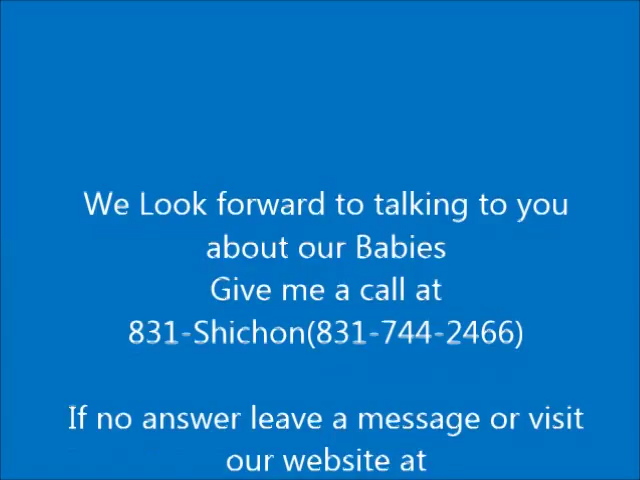 We Look forward to talking to you
about our Babies
Give me a call at
831-Shichon(831-744-2466)
If no answer leave a message or visit
our website at